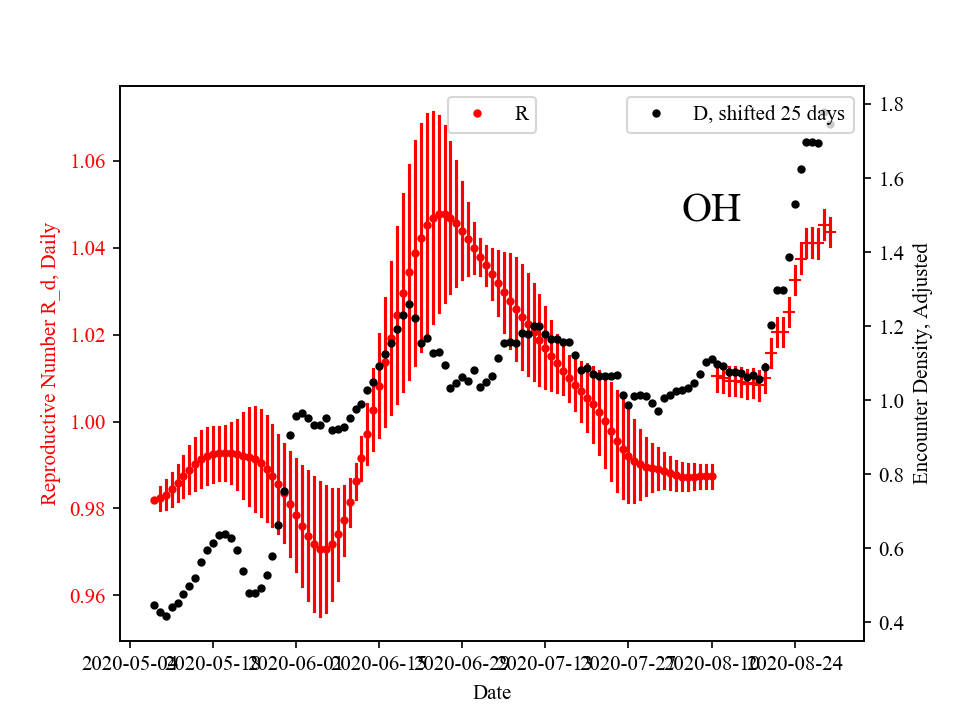 R
D, shifted 25 days
OH
1.06
1.04
1.02
1.00
0.98
0.96
Reproductive Number R_d, Daily
1.8
1.6
1.4
1.2
1.0
0.8
0.6
0.4
Encounter Density, Adjusted
2020-05-04 2020-05-18 2020-06-01 2020-06-15 2020-06-29 2020-07-13 2020-07-27 2020-08-10 2020-08-24
Date